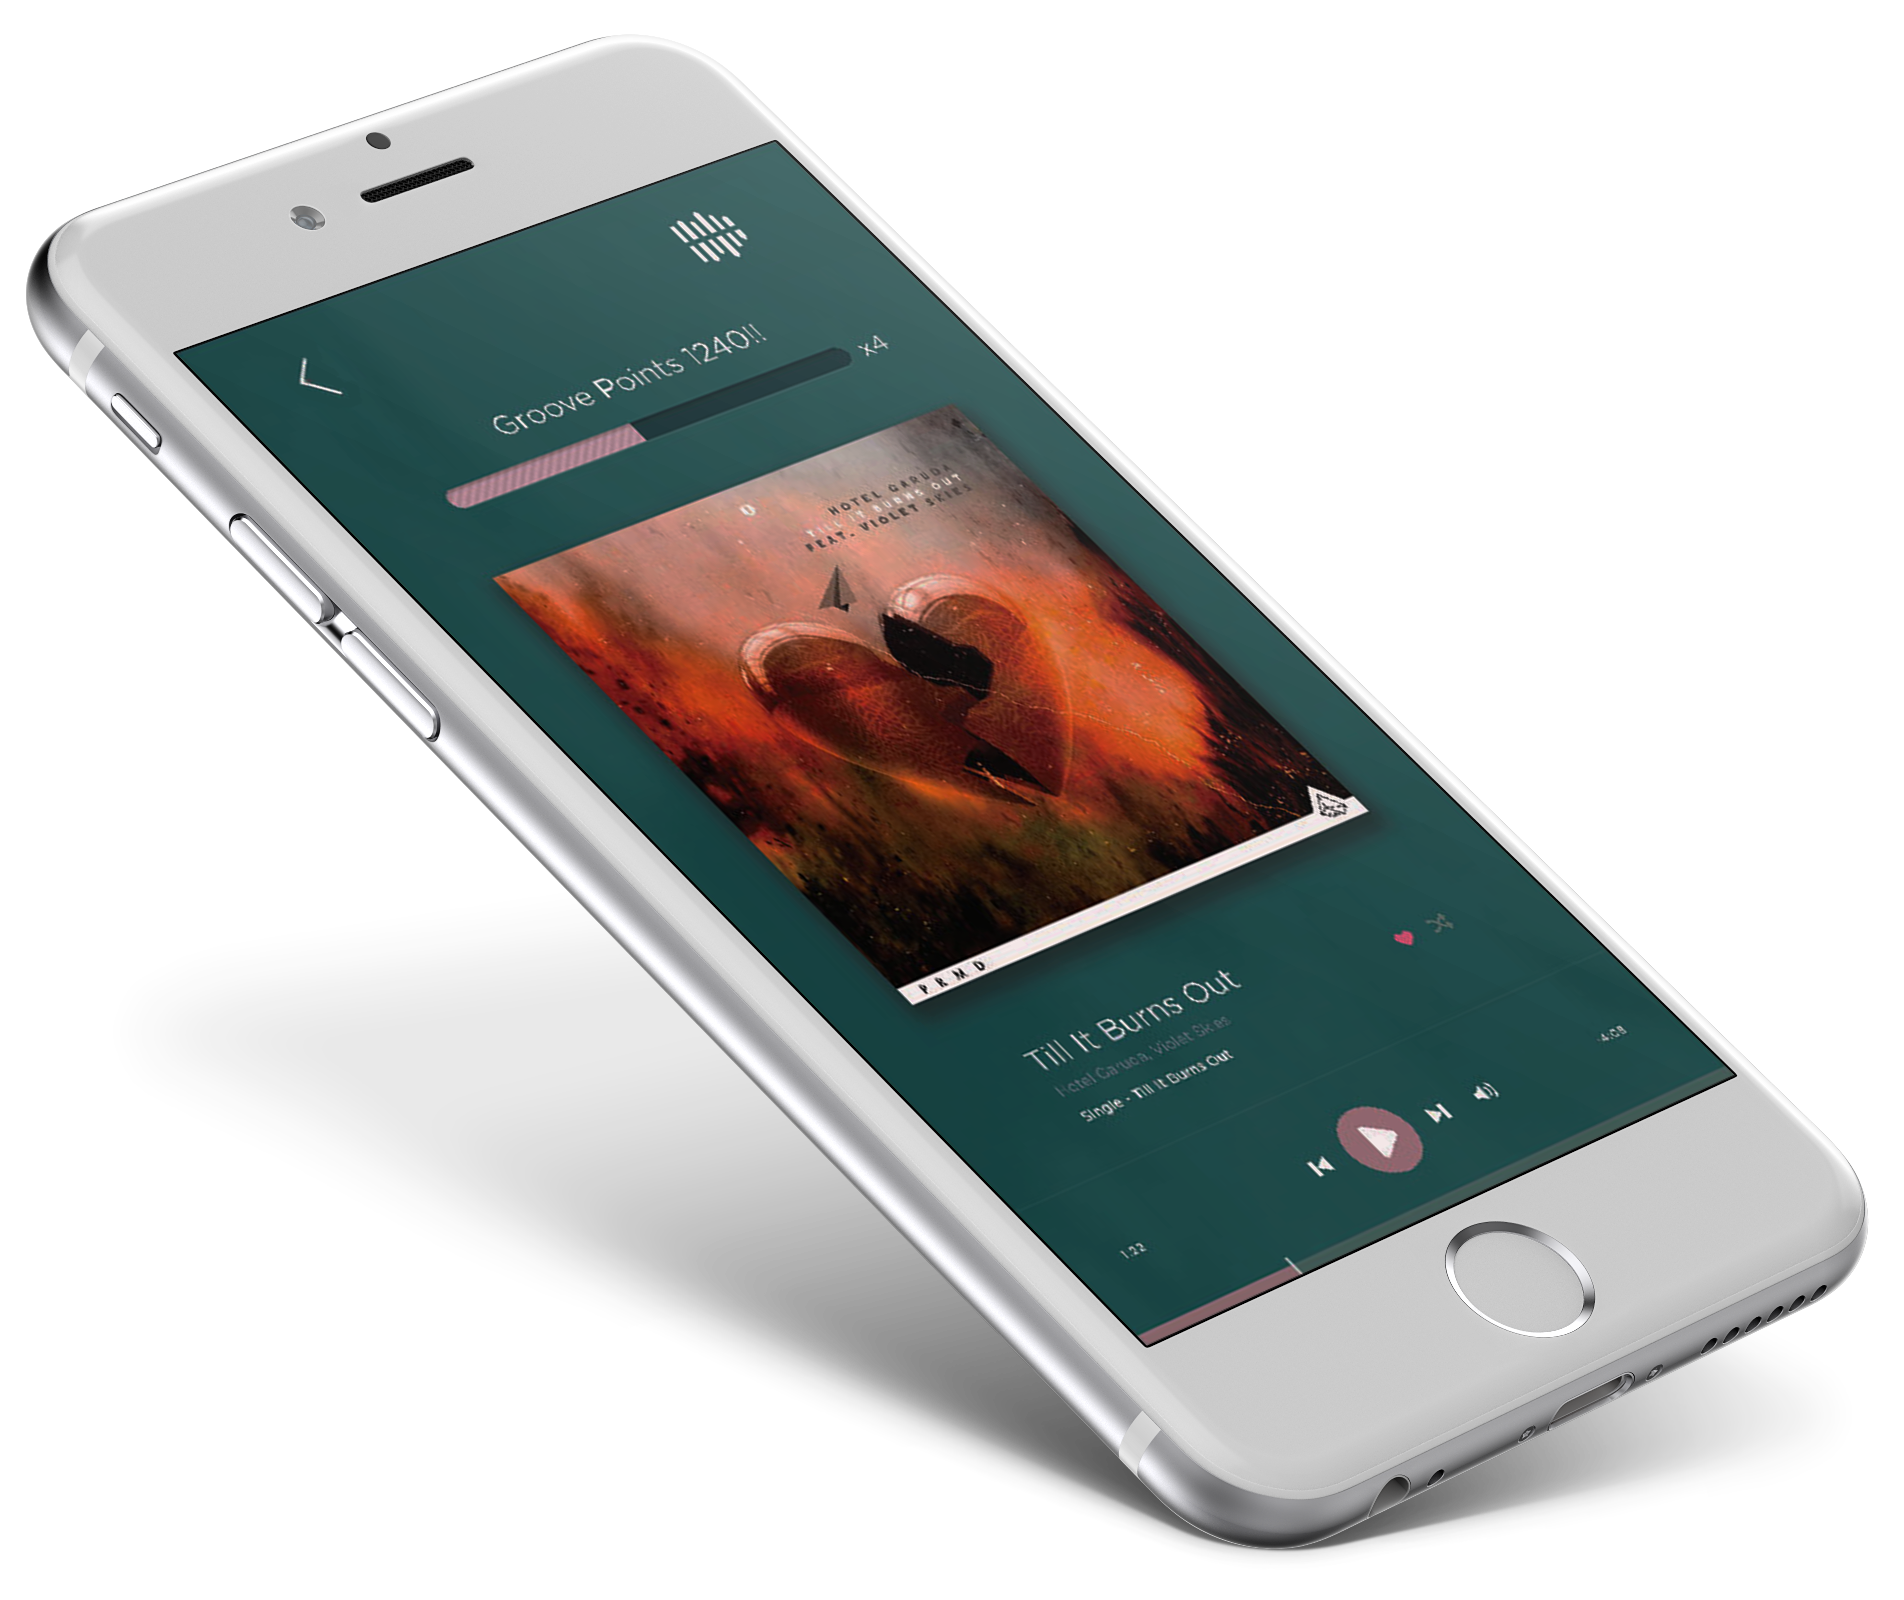 Groove Points 1240!!
x4
HOTEL GARUDA
TILL IT BURNS OUT
FEAT. VIOLET SKIES
PRMD
Till It Burns Out
Hotel Garuda, Violet Skies
Single - Till It Burns Out
1:22
-4:08